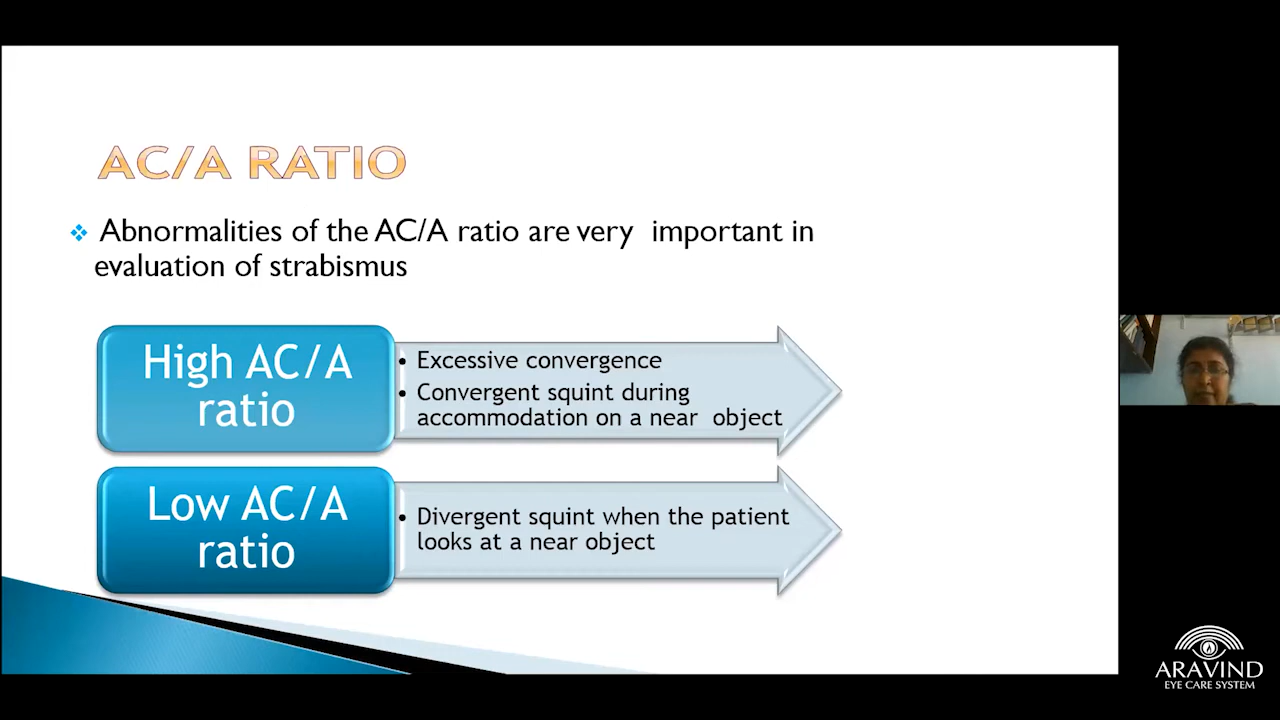 AC/A RATIO
Abnormalities of the AC/A ratio are very important in
evaluation of strabismus
High AC/A
ratio
• Excessive convergence
• Convergent squint during
accommodation on a near object
Low AC/A
ratio
• Divergent squint when the patient
looks at a near object
ARAVIND
EYE CARE SYSTEM